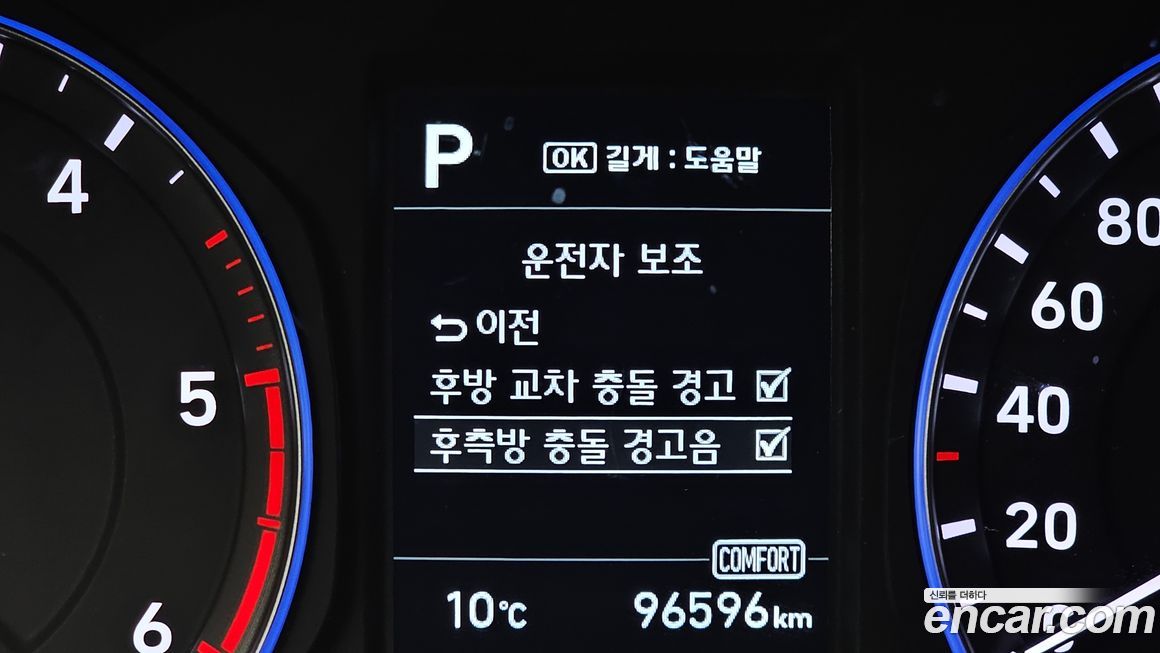 P
OK 길게 : 도움말
운전자 보조
이전
후방 교차 충돌 경고
후측방 충돌 경고음
COMFORT
10°C 96596 km
4
5
6
80
60
40
20
신뢰를 더하다
encar.com